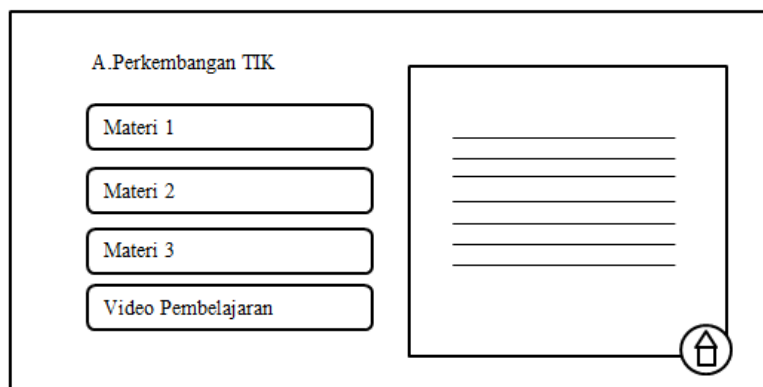 A.Perkembangan TIK
Materi 1
Materi 2
Materi 3
Video Pembelajaran